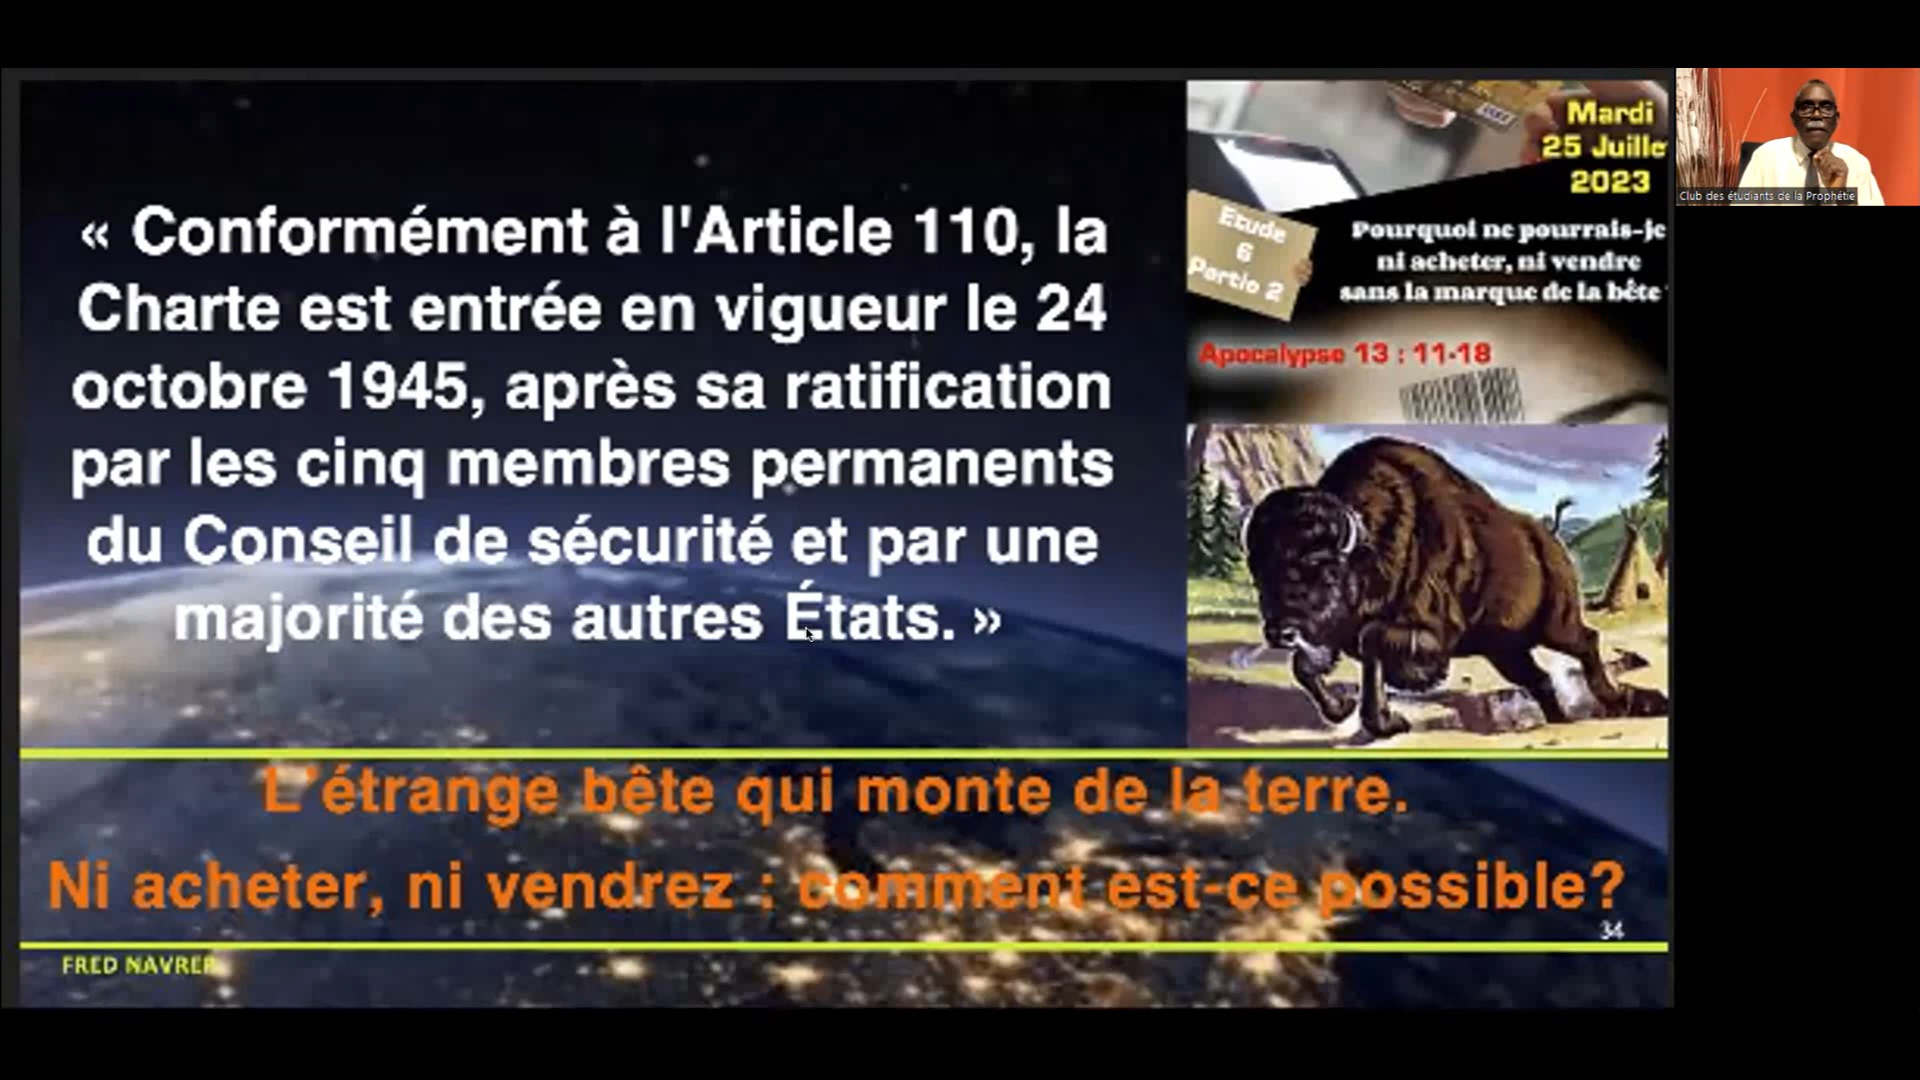 « Conformément à l'Article 110, la
Charte est entrée en vigueur le 24
octobre 1945, après sa ratification
par les cinq membres permanents
du Conseil de sécurité et par une
majorité des autres États. »
Mardi
25 Juille
2023
Etude
6
Partie 2
Pourquoi ne pourrais-je
ni acheter, ni vendre
sans la marque de la bête
Apocalypse 13 : 11-18
L'étrange bête qui monte de la terre.
Ni acheter, ni vendrez : comment est-ce possible?
34
FRED NAVRER
Club des étudiants de la Prophétie